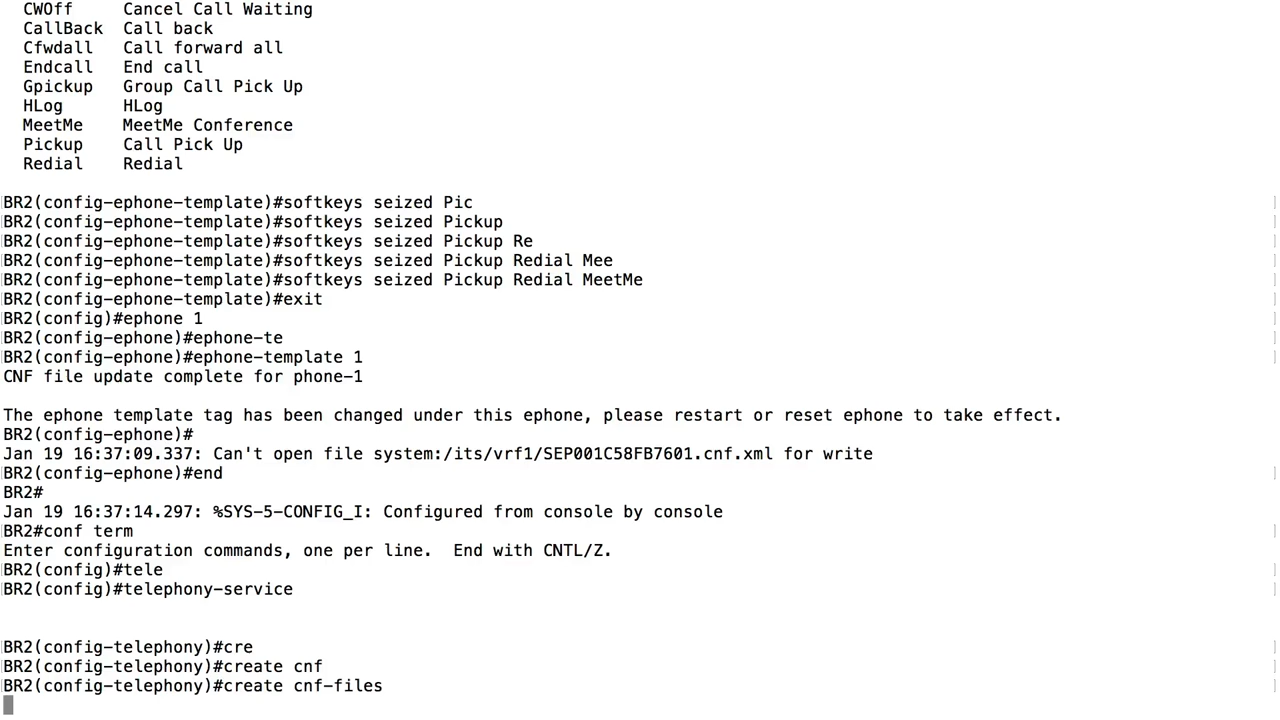 CWOff Cancel Call Waiting
CallBack Call back
Cfwdall Call forward all
Endcall End call
Gpickup Group Call Pick Up
HLog HLog
MeetMe MeetMe Conference
Pickup Call Pick Up
Redial Redial
BR2(config-ephone-template)#softkeys seized Pic
BR2(config-ephone-template)#softkeys seized Pickup
BR2(config-ephone-template)#softkeys seized Pickup Re
BR2(config-ephone-template)#softkeys seized Pickup Redial Mee
BR2(config-ephone-template)#softkeys seized Pickup Redial MeetMe
BR2(config-ephone-template)#exit
BR2(config)#ephone 1
BR2(config-ephone)#ephone-te
BR2(config-ephone)#ephone-template 1
CNF file update complete for phone-1
The ephone template tag has been changed under this ephone, please restart or reset ephone to take effect.
BR2(config-ephone)#
Jan 19 16:37:09.337: Can't open file system:/its/vrf1/SEP001C58FB7601.cnf.xml for write
BR2(config-ephone)#end
BR2#
Jan 19 16:37:14.297: %SYS-5-CONFIG_I: Configured from console by console
BR2#conf term
Enter configuration commands, one per line. End with CNTL/Z.
BR2(config)#tele
BR2(config)#telephony-service
BR2(config-telephony)#cre
BR2(config-telephony)#create cnf
BR2(config-telephony)#create cnf-files